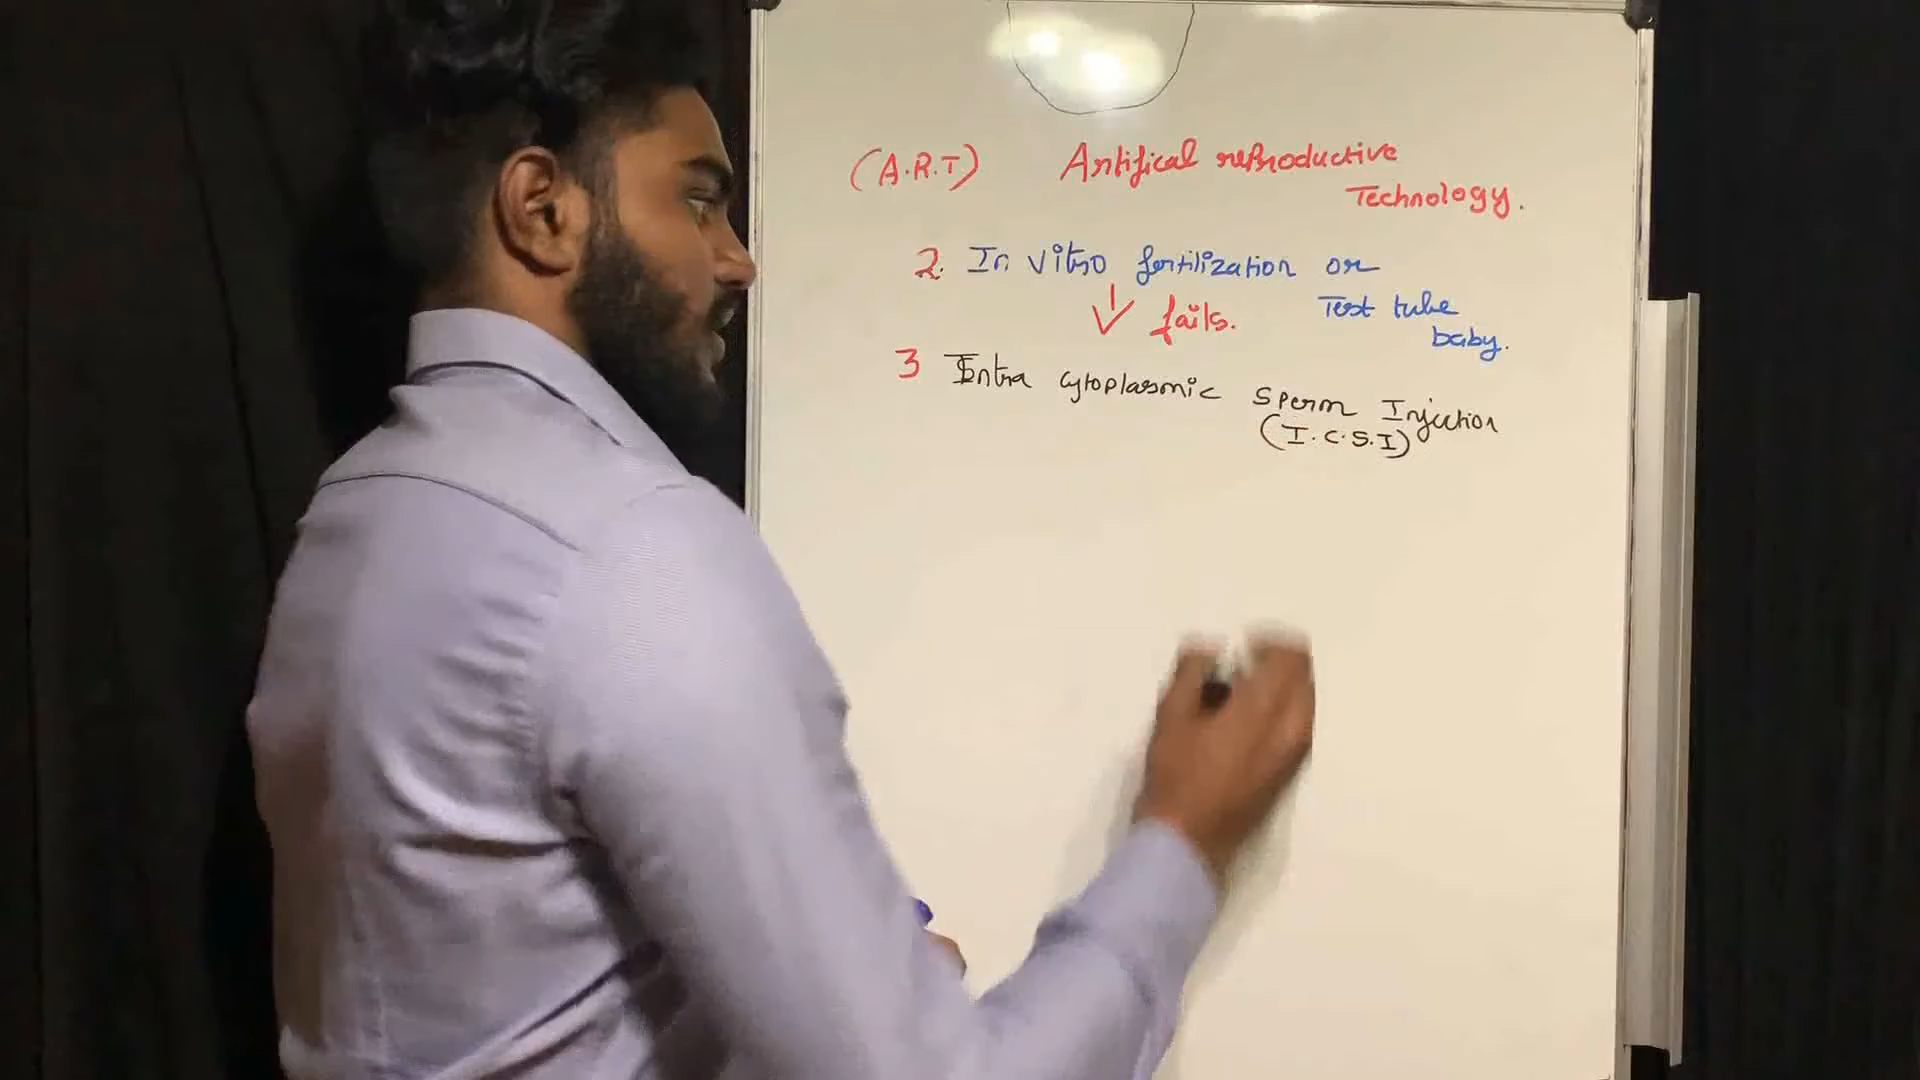 (A.R.T) Artifical reproductive
Technology.
2. In vitro fertilization or
Test tube
baby.
fails.
3 Intra cytoplasmic sperm Injection
(I.C.S.I)